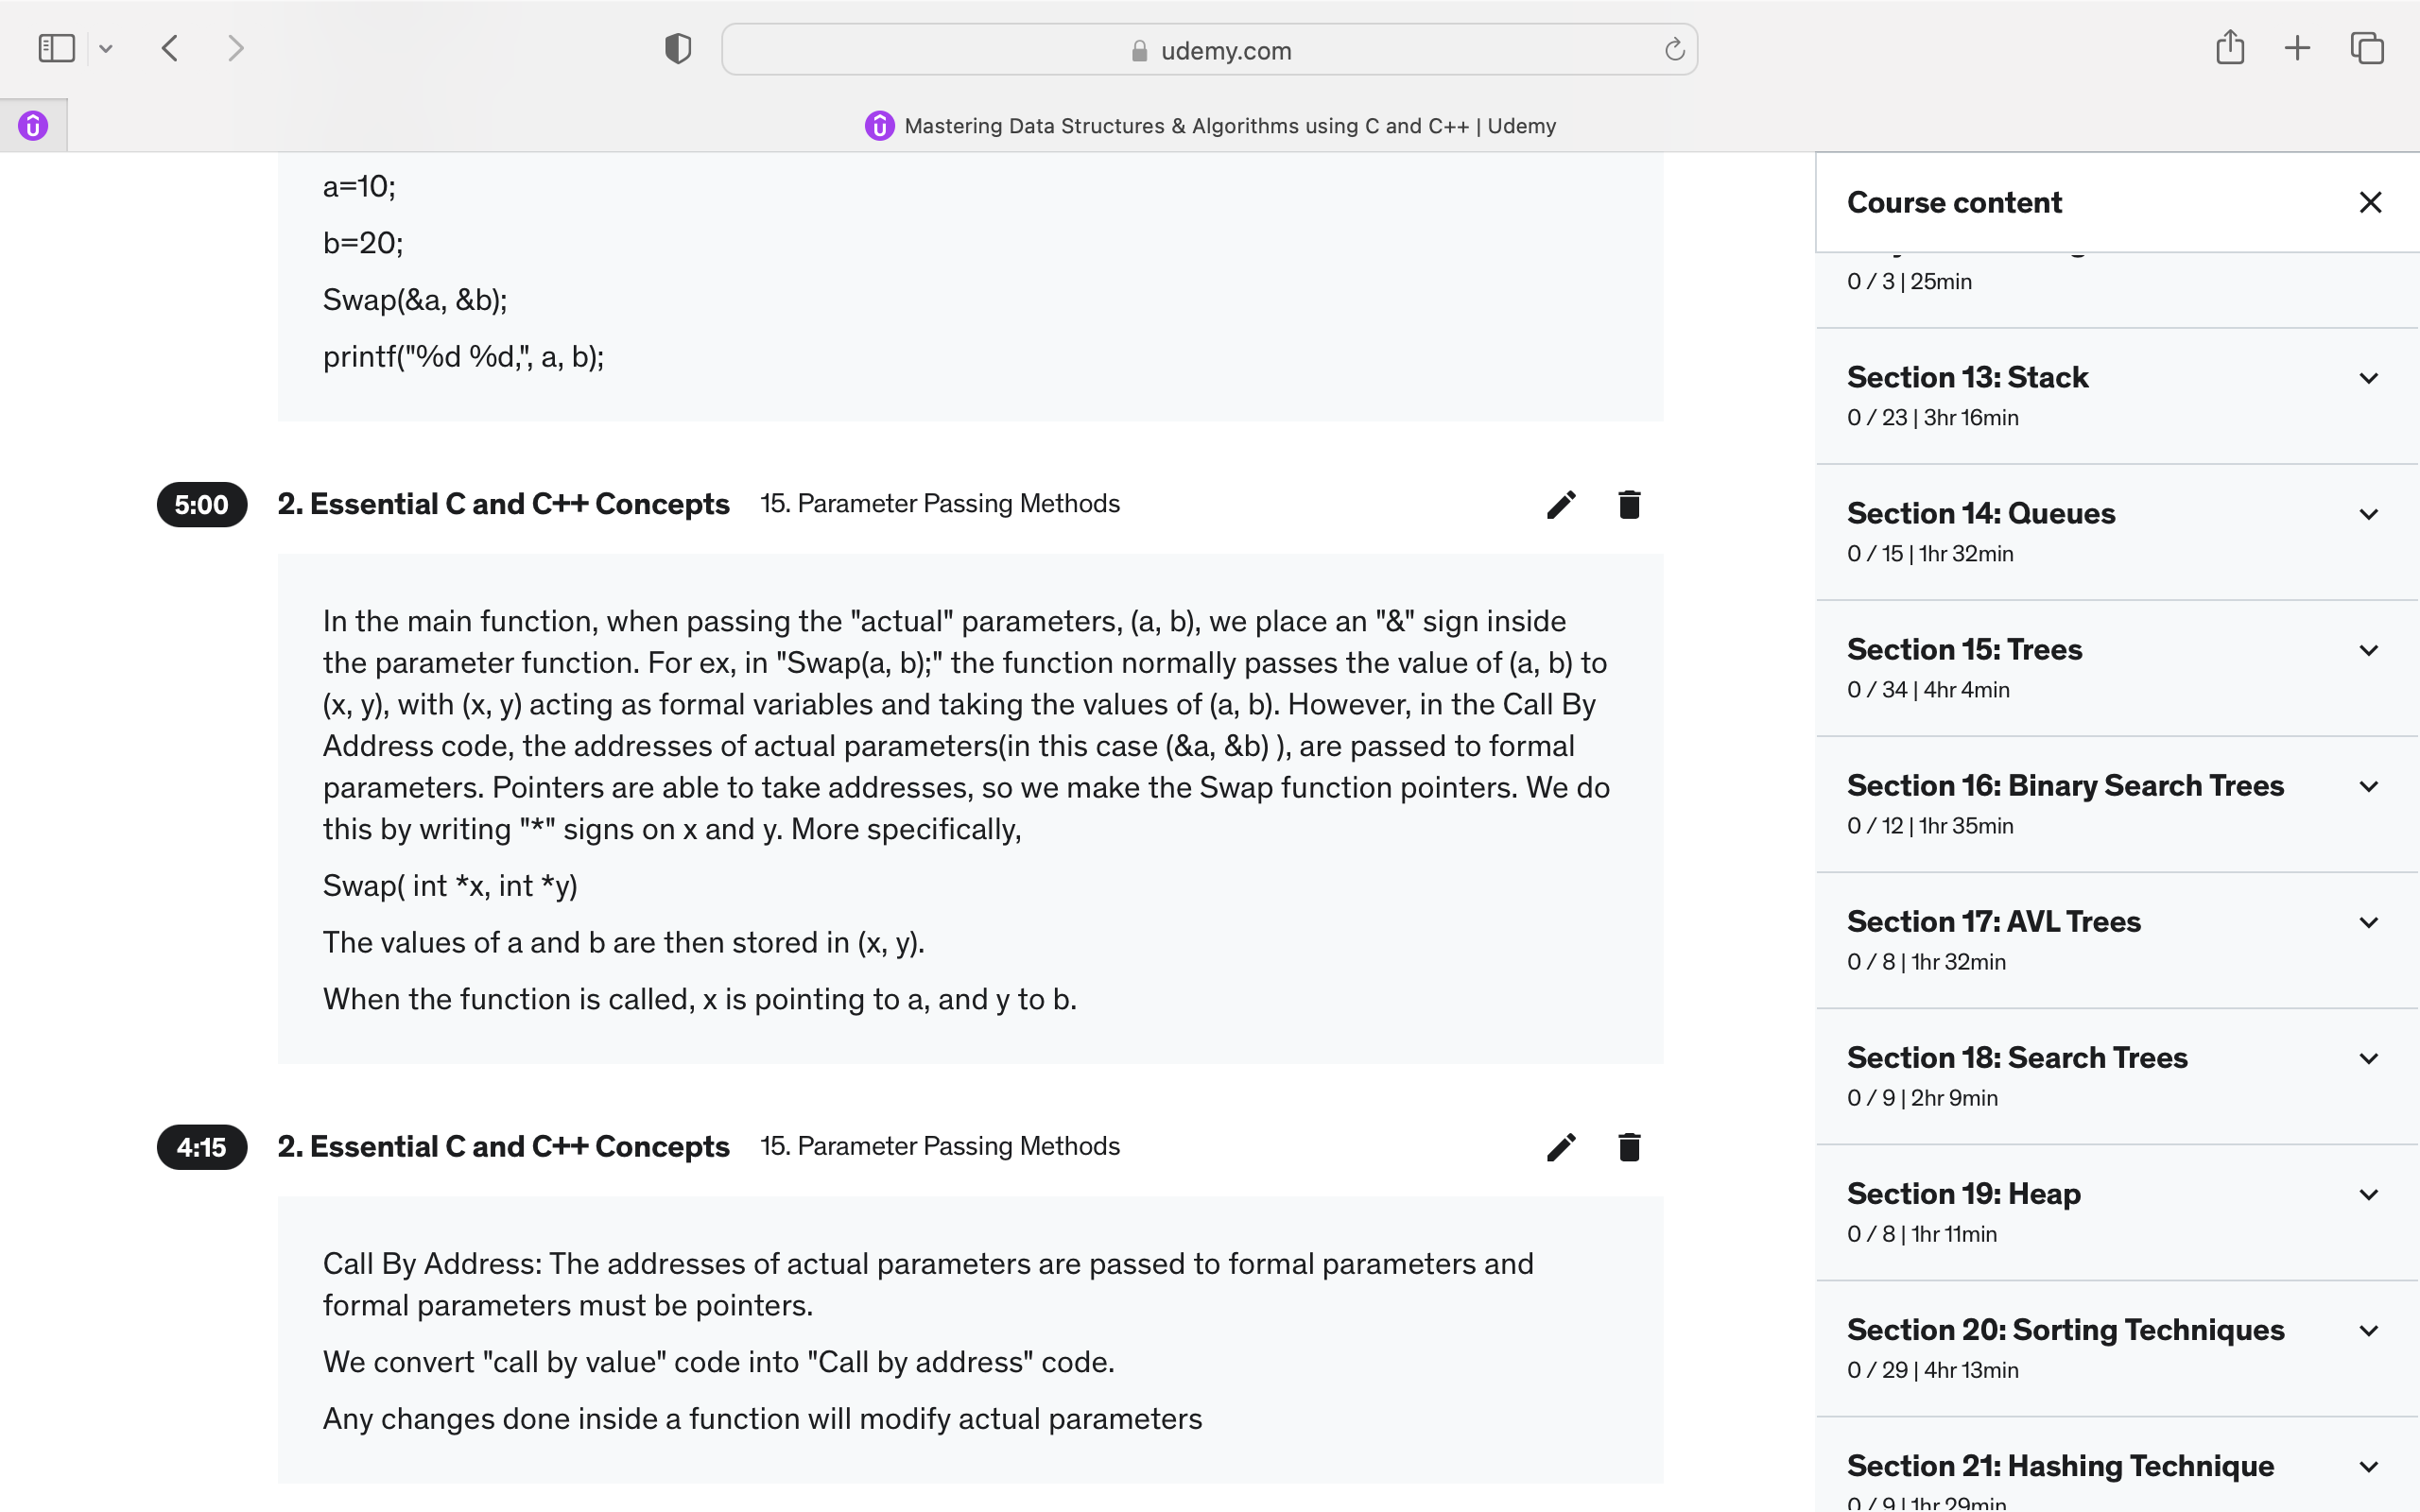 udemy.com
Mastering Data Structures & Algorithms using C and C++ | Udemy
a=10;
b=20;
Swap(&a, &b);
printf("%d %d,", a, b);
5:00
2. Essential C and C++ Concepts
15. Parameter Passing Methods
In the main function, when passing the "actual" parameters, (a, b), we place an "&" sign inside
the parameter function. For ex, in "Swap(a, b);" the function normally passes the value of (a, b) to
(x, y), with (x, y) acting as formal variables and taking the values of (a, b). However, in the Call By
Address code, the addresses of actual parameters(in this case (&a, &b) ), are passed to formal
parameters. Pointers are able to take addresses, so we make the Swap function pointers. We do
this by writing "*" signs on x and y. More specifically,
Swap( int *x, int *y)
The values of a and b are then stored in (x, y).
When the function is called, x is pointing to a, and y to b.
4:15
2. Essential C and C++ Concepts
15. Parameter Passing Methods
Call By Address: The addresses of actual parameters are passed to formal parameters and
formal parameters must be pointers.
We convert "call by value" code into "Call by address" code.
Any changes done inside a function will modify actual parameters
Course content
0 / 3 | 25min
Section 13: Stack
0 / 23 | 3hr 16min
Section 14: Queues
0 / 15 | 1hr 32min
Section 15: Trees
0 / 34 | 4hr 4min
Section 16: Binary Search Trees
0 / 12 | 1hr 35min
Section 17: AVL Trees
0 / 8 | 1hr 32min
Section 18: Search Trees
0 / 9 | 2hr 9min
Section 19: Heap
0 / 8 | 1hr 11min
Section 20: Sorting Techniques
0 / 29 | 4hr 13min
Section 21: Hashing Technique
0 / 9 | 1hr 29min